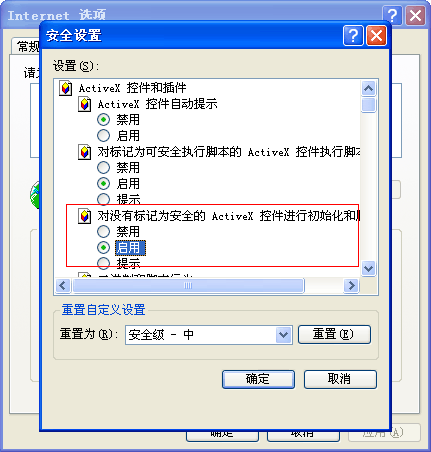 Internet 选项
安全设置
常规
设置(S):
ActiveX 控件和插件
ActiveX 控件自动提示
禁用
启用
对标记为可安全执行脚本的 ActiveX 控件执行脚本
禁用
启用
提示
对没有标记为安全的 ActiveX 控件进行初始化和
禁用
启用
提示
重置自定义设置
重置为(R):
安全级 - 中
重置(E)
确定
取消
确定
取消
应用(A)